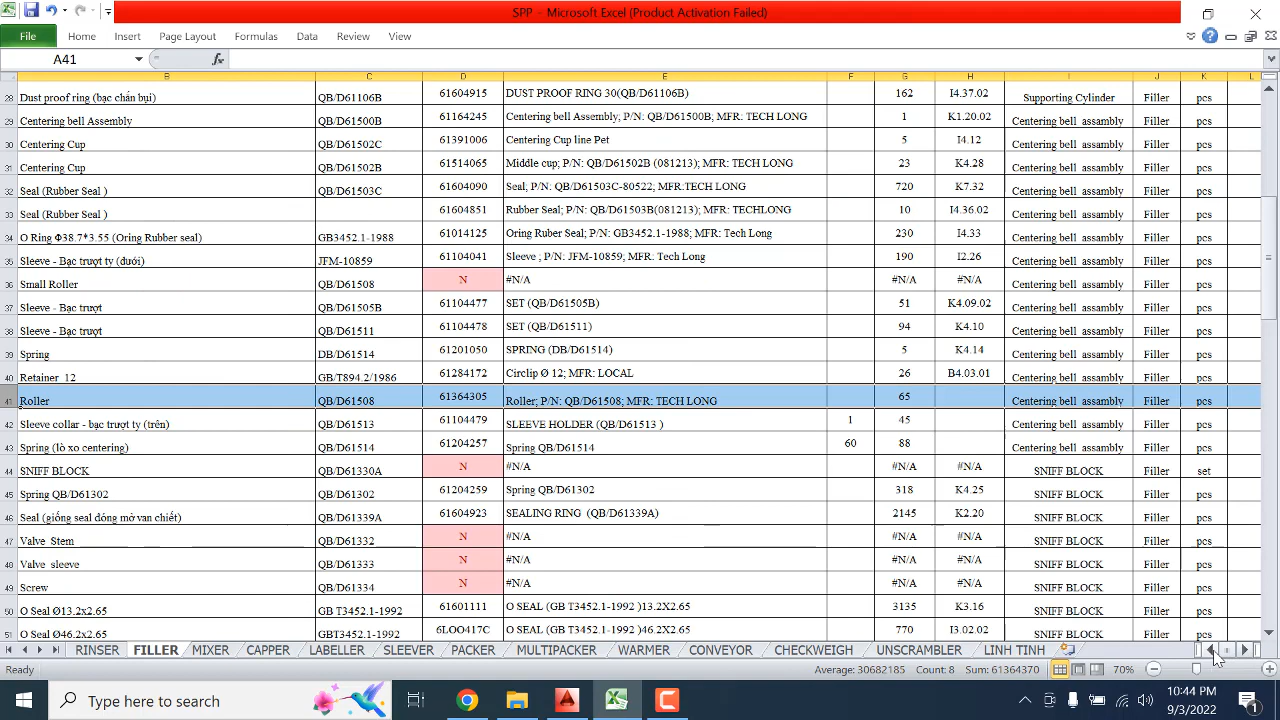 SPP - Microsoft Excel (Product Activation Failed)
File Home Insert Page Layout Formulas Data Review View
A41 fx
B C D E F G H I J K L
28 Dust proof ring (bạc chắn bụi) QB/D61106B 61604915 DUST PROOF RING 30(QB/D61106B) 162 I4.37.02 Supporting Cylinder Filler pcs
29 Centering bell Assembly QB/D61500B 61164245 Centering bell Assembly; P/N: QB/D61500B; MFR: TECH LONG 1 K1.20.02 Centering bell assambly Filler pcs
30 Centering Cup QB/D61502C 61391006 Centering Cup line Pet 5 I4.12 Centering bell assambly Filler pcs
31 Centering Cup QB/D61502B 61514065 Middle cup; P/N: QB/D61502B (081213); MFR: TECH LONG 23 K4.28 Centering bell assambly Filler pcs
32 Seal (Rubber Seal ) QB/D61503C 61604090 Seal; P/N: QB/D61503C-80522; MFR:TECH LONG 720 K7.32 Centering bell assambly Filler pcs
33 Seal (Rubber Seal ) 61604851 Rubber Seal; P/N: QB/D61503B(081213); MFR: TECHLONG 10 I4.36.02 Centering bell assambly Filler pcs
34 O Ring Φ38.7*3.55 (Oring Rubber seal) GB3452.1-1988 61014125 Oring Ruber Seal; P/N: GB3452.1-1988; MFR: Tech Long 230 I4.33 Centering bell assambly Filler pcs
35 Sleeve - Bạc trượt ty (dưới) JFM-10859 61104041 Sleeve ; P/N: JFM-10859; MFR: Tech Long 190 I2.26 Centering bell assambly Filler pcs
36 Small Roller QB/D61508 N #N/A #N/A #N/A Centering bell assambly Filler pcs
37 Sleeve - Bạc trượt QB/D61505B 61104477 SET (QB/D61505B) 51 K4.09.02 Centering bell assambly Filler pcs
38 Sleeve - Bạc trượt QB/D61511 61104478 SET (QB/D61511) 94 K4.10 Centering bell assambly Filler pcs
39 Spring DB/D61514 61201050 SPRING (DB/D61514) 5 K4.14 Centering bell assambly Filler pcs
40 Retainer 12 GB/T894.2/1986 61284172 Circlip Ø 12; MFR: LOCAL 26 B4.03.01 Centering bell assambly Filler pcs
41 Roller QB/D61508 61364305 Roller; P/N: QB/D61508; MFR: TECH LONG 65 Centering bell assambly Filler pcs
42 Sleeve collar - bạc trượt ty (trên) QB/D61513 61104479 SLEEVE HOLDER (QB/D61513 ) 1 45 Centering bell assambly Filler pcs
43 Spring (lò xo centering) QB/D61514 61204257 Spring QB/D61514 60 88 Centering bell assambly Filler pcs
44 SNIFF BLOCK QB/D61330A N #N/A #N/A #N/A SNIFF BLOCK Filler set
45 Spring QB/D61302 QB/D61302 61204259 Spring QB/D61302 318 K4.25 SNIFF BLOCK Filler pcs
46 Seal (giống seal đóng mở van chiết) QB/D61339A 61604923 SEALING RING (QB/D61339A) 2145 K2.20 SNIFF BLOCK Filler pcs
47 Valve Stem QB/D61332 N #N/A #N/A #N/A SNIFF BLOCK Filler pcs
48 Valve sleeve QB/D61333 N #N/A #N/A #N/A SNIFF BLOCK Filler pcs
49 Screw QB/D61334 N #N/A #N/A #N/A SNIFF BLOCK Filler pcs
50 O Seal Ø13.2x2.65 GB T3452.1-1992 61601111 O SEAL (GB T3452.1-1992 )13.2X2.65 3135 K3.16 SNIFF BLOCK Filler pcs
51 O Seal Ø46.2x2.65 GBT3452.1-1992 6LOO417C O SEAL (GB T3452.1-1992 )46.2X2.65 770 I3.02.02 SNIFF BLOCK Filler pcs
RINSER FILLER MIXER CAPPER LABELLER SLEEVER PACKER MULTIPACKER WARMER CONVEYOR CHECKWEIGH UNSCRAMBLER LINH TINH
Ready Average: 30682185 Count: 8 Sum: 61364370 70%
Type here to search 10:44 PM
9/3/2022 1